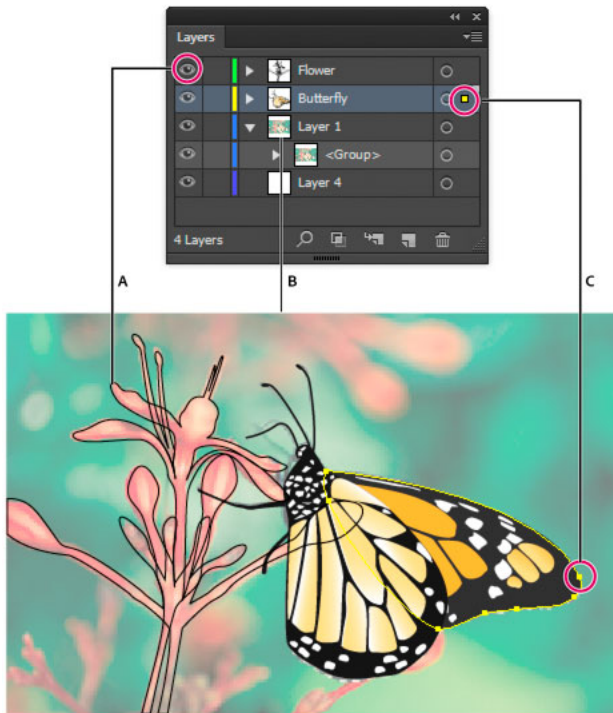 Layers
Flower
Butterfly
Layer 1
<Group>
Layer 4
4 Layers
A
B
C